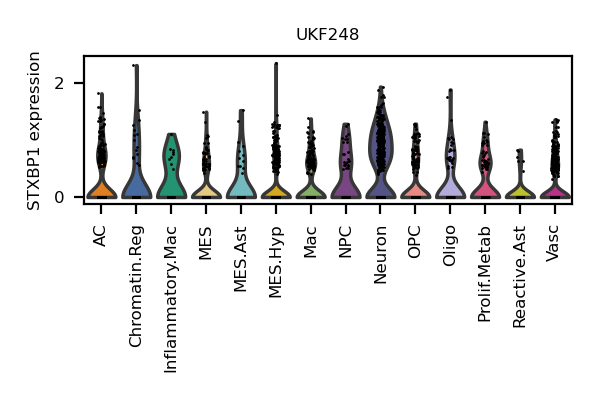 UKF248
STXBP1 expression
2
0
AC
Chromatin.Reg
Inflammatory.Mac
MES
MES.Ast
MES.Hyp
Mac
NPC
Neuron
OPC
Oligo
Prolif.Metab
Reactive.Ast
Vasc